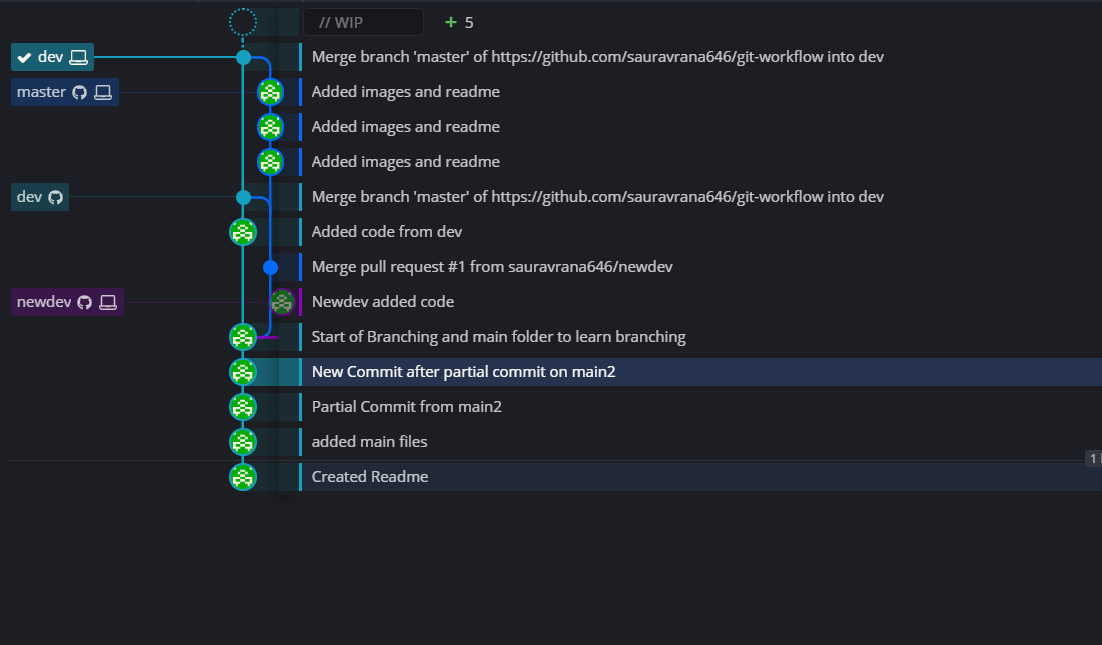 // WIP + 5
dev Merge branch 'master' of https://github.com/sauravrana646/git-workflow into dev
master Added images and readme
Added images and readme
Added images and readme
dev Merge branch 'master' of https://github.com/sauravrana646/git-workflow into dev
Added code from dev
Merge pull request #1 from sauravrana646/newdev
newdev Newdev added code
Start of Branching and main folder to learn branching
New Commit after partial commit on main2
Partial Commit from main2
added main files
1
Created Readme